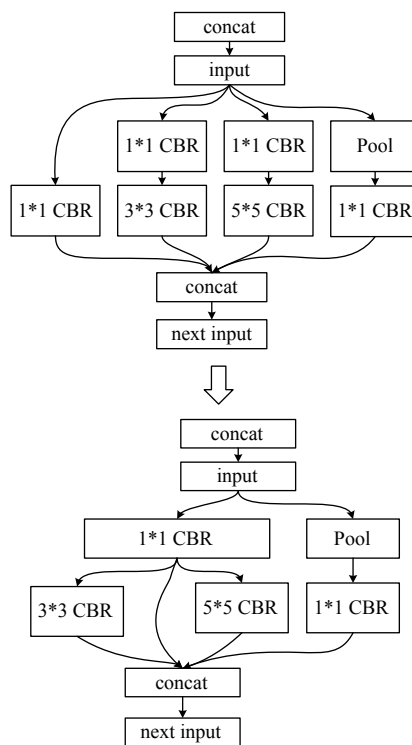 concat
input
1*1 CBR 1*1 CBR Pool
1*1 CBR 3*3 CBR 5*5 CBR 1*1 CBR
concat
next input
concat
input
1*1 CBR Pool
3*3 CBR 5*5 CBR 1*1 CBR
concat
next input